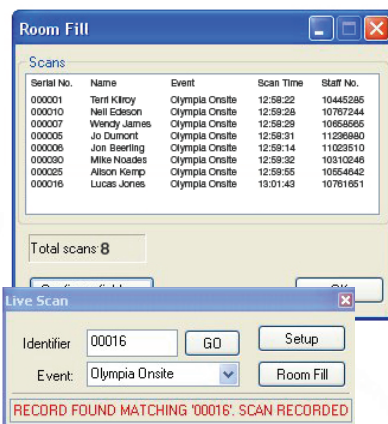 Room Fill
Scans
Serial No. Name Event Scan Time Staff No.
000001 Terri Kilroy Olympia Onsite 12:58:22 10445285
000010 Neil Edeson Olympia Onsite 12:59:28 10767244
000007 Wendy James Olympia Onsite 12:59:29 10658565
000005 Jo Dumont Olympia Onsite 12:59:31 11236980
000006 Jon Beerling Olympia Onsite 12:59:14 11023510
000030 Mike Noades Olympia Onsite 12:59:32 10310246
000025 Alison Kemp Olympia Onsite 12:59:55 10554642
000016 Lucas Jones Olympia Onsite 13:01:43 10761651
Total scans 8
Live Scan
Identifier 00016 GO Setup
Event: Olympia Onsite Room Fill
RECORD FOUND MATCHING '00016'. SCAN RECORDED